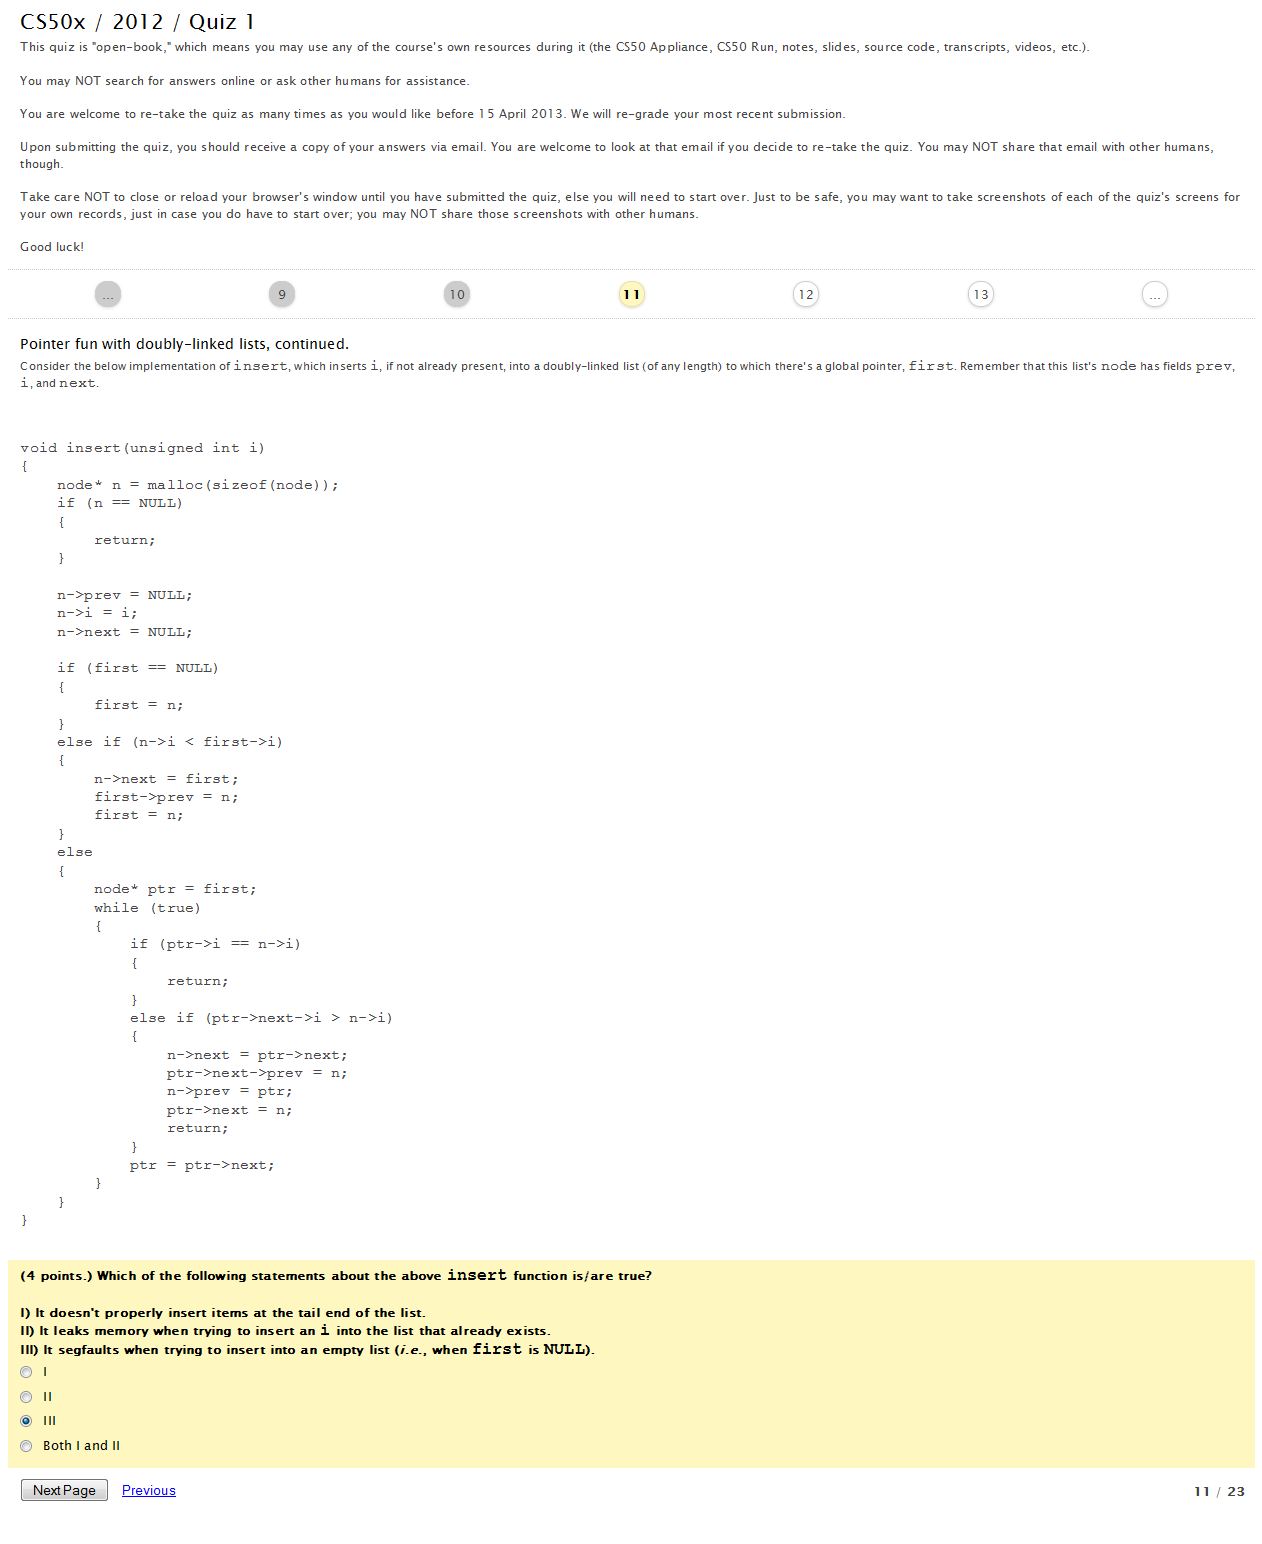 CS50x / 2012 / Quiz 1
This quiz is "open-book," which means you may use any of the course's own resources during it (the CS50 Appliance, CS50 Run, notes, slides, source code, transcripts, videos, etc.).
You may NOT search for answers online or ask other humans for assistance.
You are welcome to re-take the quiz as many times as you would like before 15 April 2013. We will re-grade your most recent submission.
Upon submitting the quiz, you should receive a copy of your answers via email. You are welcome to look at that email if you decide to re-take the quiz. You may NOT share that email with other humans,
though.
Take care NOT to close or reload your browser's window until you have submitted the quiz, else you will need to start over. Just to be safe, you may want to take screenshots of each of the quiz's screens for
your own records, just in case you do have to start over; you may NOT share those screenshots with other humans.
Good luck!
... 9 10 11 12 13 ...
Pointer fun with doubly-linked lists, continued.
Consider the below implementation of insert, which inserts i, if not already present, into a doubly-linked list (of any length) to which there's a global pointer, first. Remember that this list's node has fields prev,
i, and next.
void insert(unsigned int i)
{
    node* n = malloc(sizeof(node));
    if (n == NULL)
    {
        return;
    }
    n->prev = NULL;
    n->i = i;
    n->next = NULL;
    if (first == NULL)
    {
        first = n;
    }
    else if (n->i < first->i)
    {
        n->next = first;
        first->prev = n;
        first = n;
    }
    else
    {
        node* ptr = first;
        while (true)
        {
            if (ptr->i == n->i)
            {
                return;
            }
            else if (ptr->next->i > n->i)
            {
                n->next = ptr->next;
                ptr->next->prev = n;
                n->prev = ptr;
                ptr->next = n;
                return;
            }
            ptr = ptr->next;
        }
    }
}
(4 points.) Which of the following statements about the above insert function is/are true?
I) It doesn't properly insert items at the tail end of the list.
II) It leaks memory when trying to insert an i into the list that already exists.
III) It segfaults when trying to insert into an empty list (i.e., when first is NULL).
I
II
III
Both I and II
Next Page Previous 11 / 23